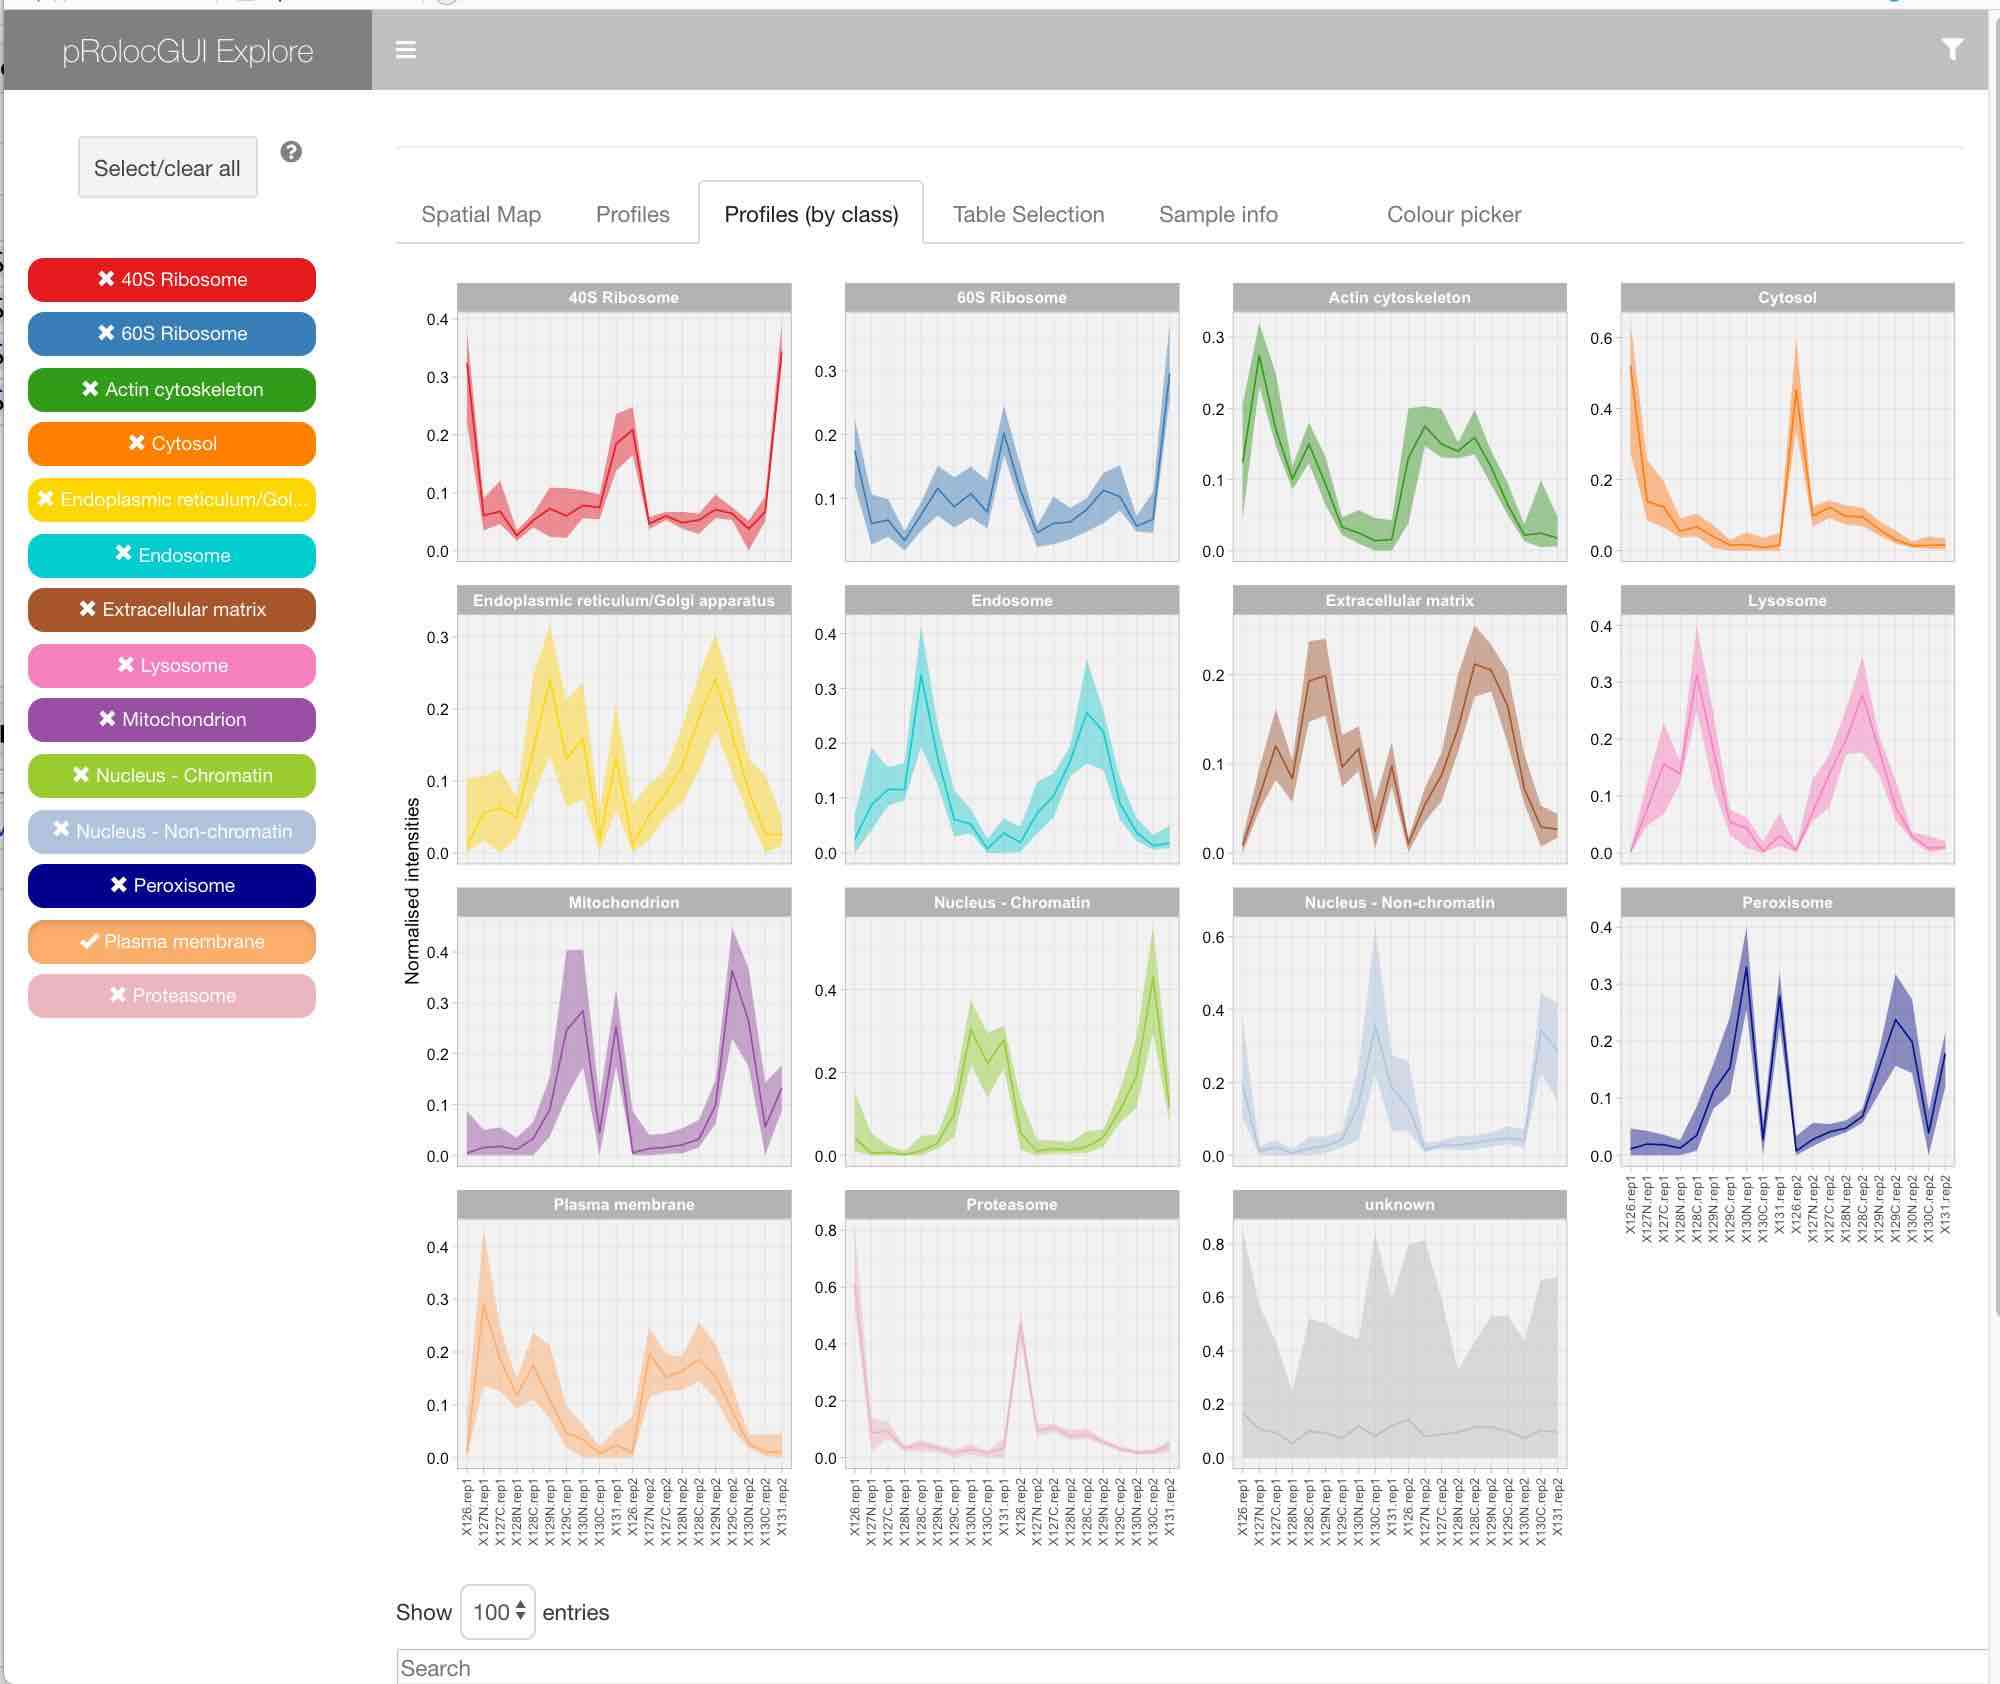 pRolocGUI Explore
Select/clear all
?
40S Ribosome
60S Ribosome
Actin cytoskeleton
Cytosol
Endoplasmic reticulum/Gol...
Endosome
Extracellular matrix
Lysosome
Mitochondrion
Nucleus - Chromatin
Nucleus - Non-chromatin
Peroxisome
Plasma membrane
Proteasome
Spatial Map Profiles Profiles (by class) Table Selection Sample info Colour picker
Normalised intensities
40S Ribosome
0.4
0.3
0.2
0.1
0.0
60S Ribosome
0.3
0.2
0.1
Actin cytoskeleton
0.3
0.2
0.1
0.0
Cytosol
0.6
0.4
0.2
0.0
Endoplasmic reticulum/Golgi apparatus
0.3
0.2
0.1
0.0
Endosome
0.4
0.3
0.2
0.1
0.0
Extracellular matrix
0.2
0.1
0.0
Lysosome
0.4
0.3
0.2
0.1
0.0
Mitochondrion
0.4
0.3
0.2
0.1
0.0
Nucleus - Chromatin
0.4
0.2
0.0
Nucleus - Non-chromatin
0.6
0.4
0.2
0.0
Peroxisome
0.4
0.3
0.2
0.1
0.0
X126.rep1
X127N.rep1
X127C.rep1
X128N.rep1
X128C.rep1
X129N.rep1
X129C.rep1
X130N.rep1
X130C.rep1
X131.rep1
X126.rep2
X127N.rep2
X127C.rep2
X128N.rep2
X128C.rep2
X129N.rep2
X129C.rep2
X130N.rep2
X130C.rep2
X131.rep2
Plasma membrane
0.4
0.3
0.2
0.1
0.0
X126.rep1
X127N.rep1
X127C.rep1
X128N.rep1
X128C.rep1
X129N.rep1
X129C.rep1
X130N.rep1
X130C.rep1
X131.rep1
X126.rep2
X127N.rep2
X127C.rep2
X128N.rep2
X128C.rep2
X129N.rep2
X129C.rep2
X130N.rep2
X130C.rep2
X131.rep2
Proteasome
0.8
0.6
0.4
0.2
0.0
X126.rep1
X127N.rep1
X127C.rep1
X128N.rep1
X128C.rep1
X129N.rep1
X129C.rep1
X130N.rep1
X130C.rep1
X131.rep1
X126.rep2
X127N.rep2
X127C.rep2
X128N.rep2
X128C.rep2
X129N.rep2
X129C.rep2
X130N.rep2
X130C.rep2
X131.rep2
unknown
0.8
0.6
0.4
0.2
0.0
X126.rep1
X127N.rep1
X127C.rep1
X128N.rep1
X128C.rep1
X129N.rep1
X129C.rep1
X130N.rep1
X130C.rep1
X131.rep1
X126.rep2
X127N.rep2
X127C.rep2
X128N.rep2
X128C.rep2
X129N.rep2
X129C.rep2
X130N.rep2
X130C.rep2
X131.rep2
Show 100 entries
Search